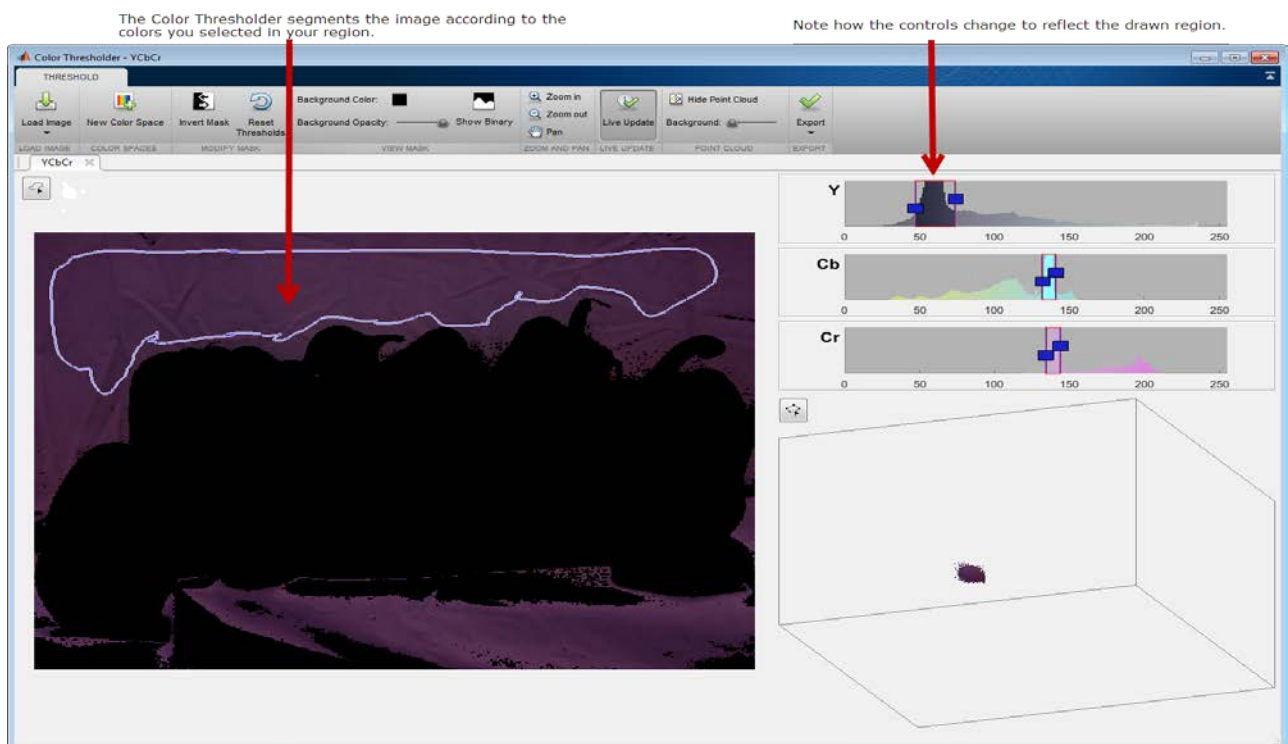 The Color Thresholder segments the image according to the
colors you selected in your region.
Note how the controls change to reflect the drawn region.
Color Thresholder - YCbCr
THRESHOLD
Load Image
New Color Space
Invert Mask
Reset
Thresholds
Background Color:
Background Opacity:
Show Binary
Zoom in
Zoom out
Pan
Live Update
Hide Point Cloud
Background:
Export
LOAD IMAGE
COLOR SPACES
MODIFY MASK
VIEW MASK
ZOOM AND PAN
LIVE UPDATE
POINT CLOUD
EXPORT
YCbCr
Y
0 50 100 150 200 250
Cb
0 50 100 150 200 250
Cr
0 50 100 150 200 250